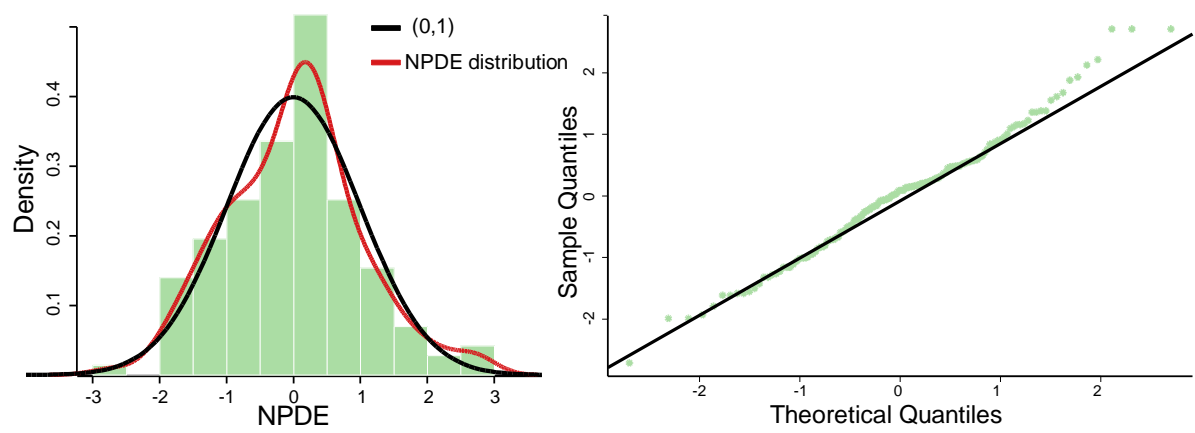 (0,1)
NPDE distribution
Density
0.4
0.3
0.2
0.1
-3 -2 -1 0 1 2 3
NPDE
Sample Quantiles
2
1
0
-1
-2
-2 -1 0 1 2
Theoretical Quantiles